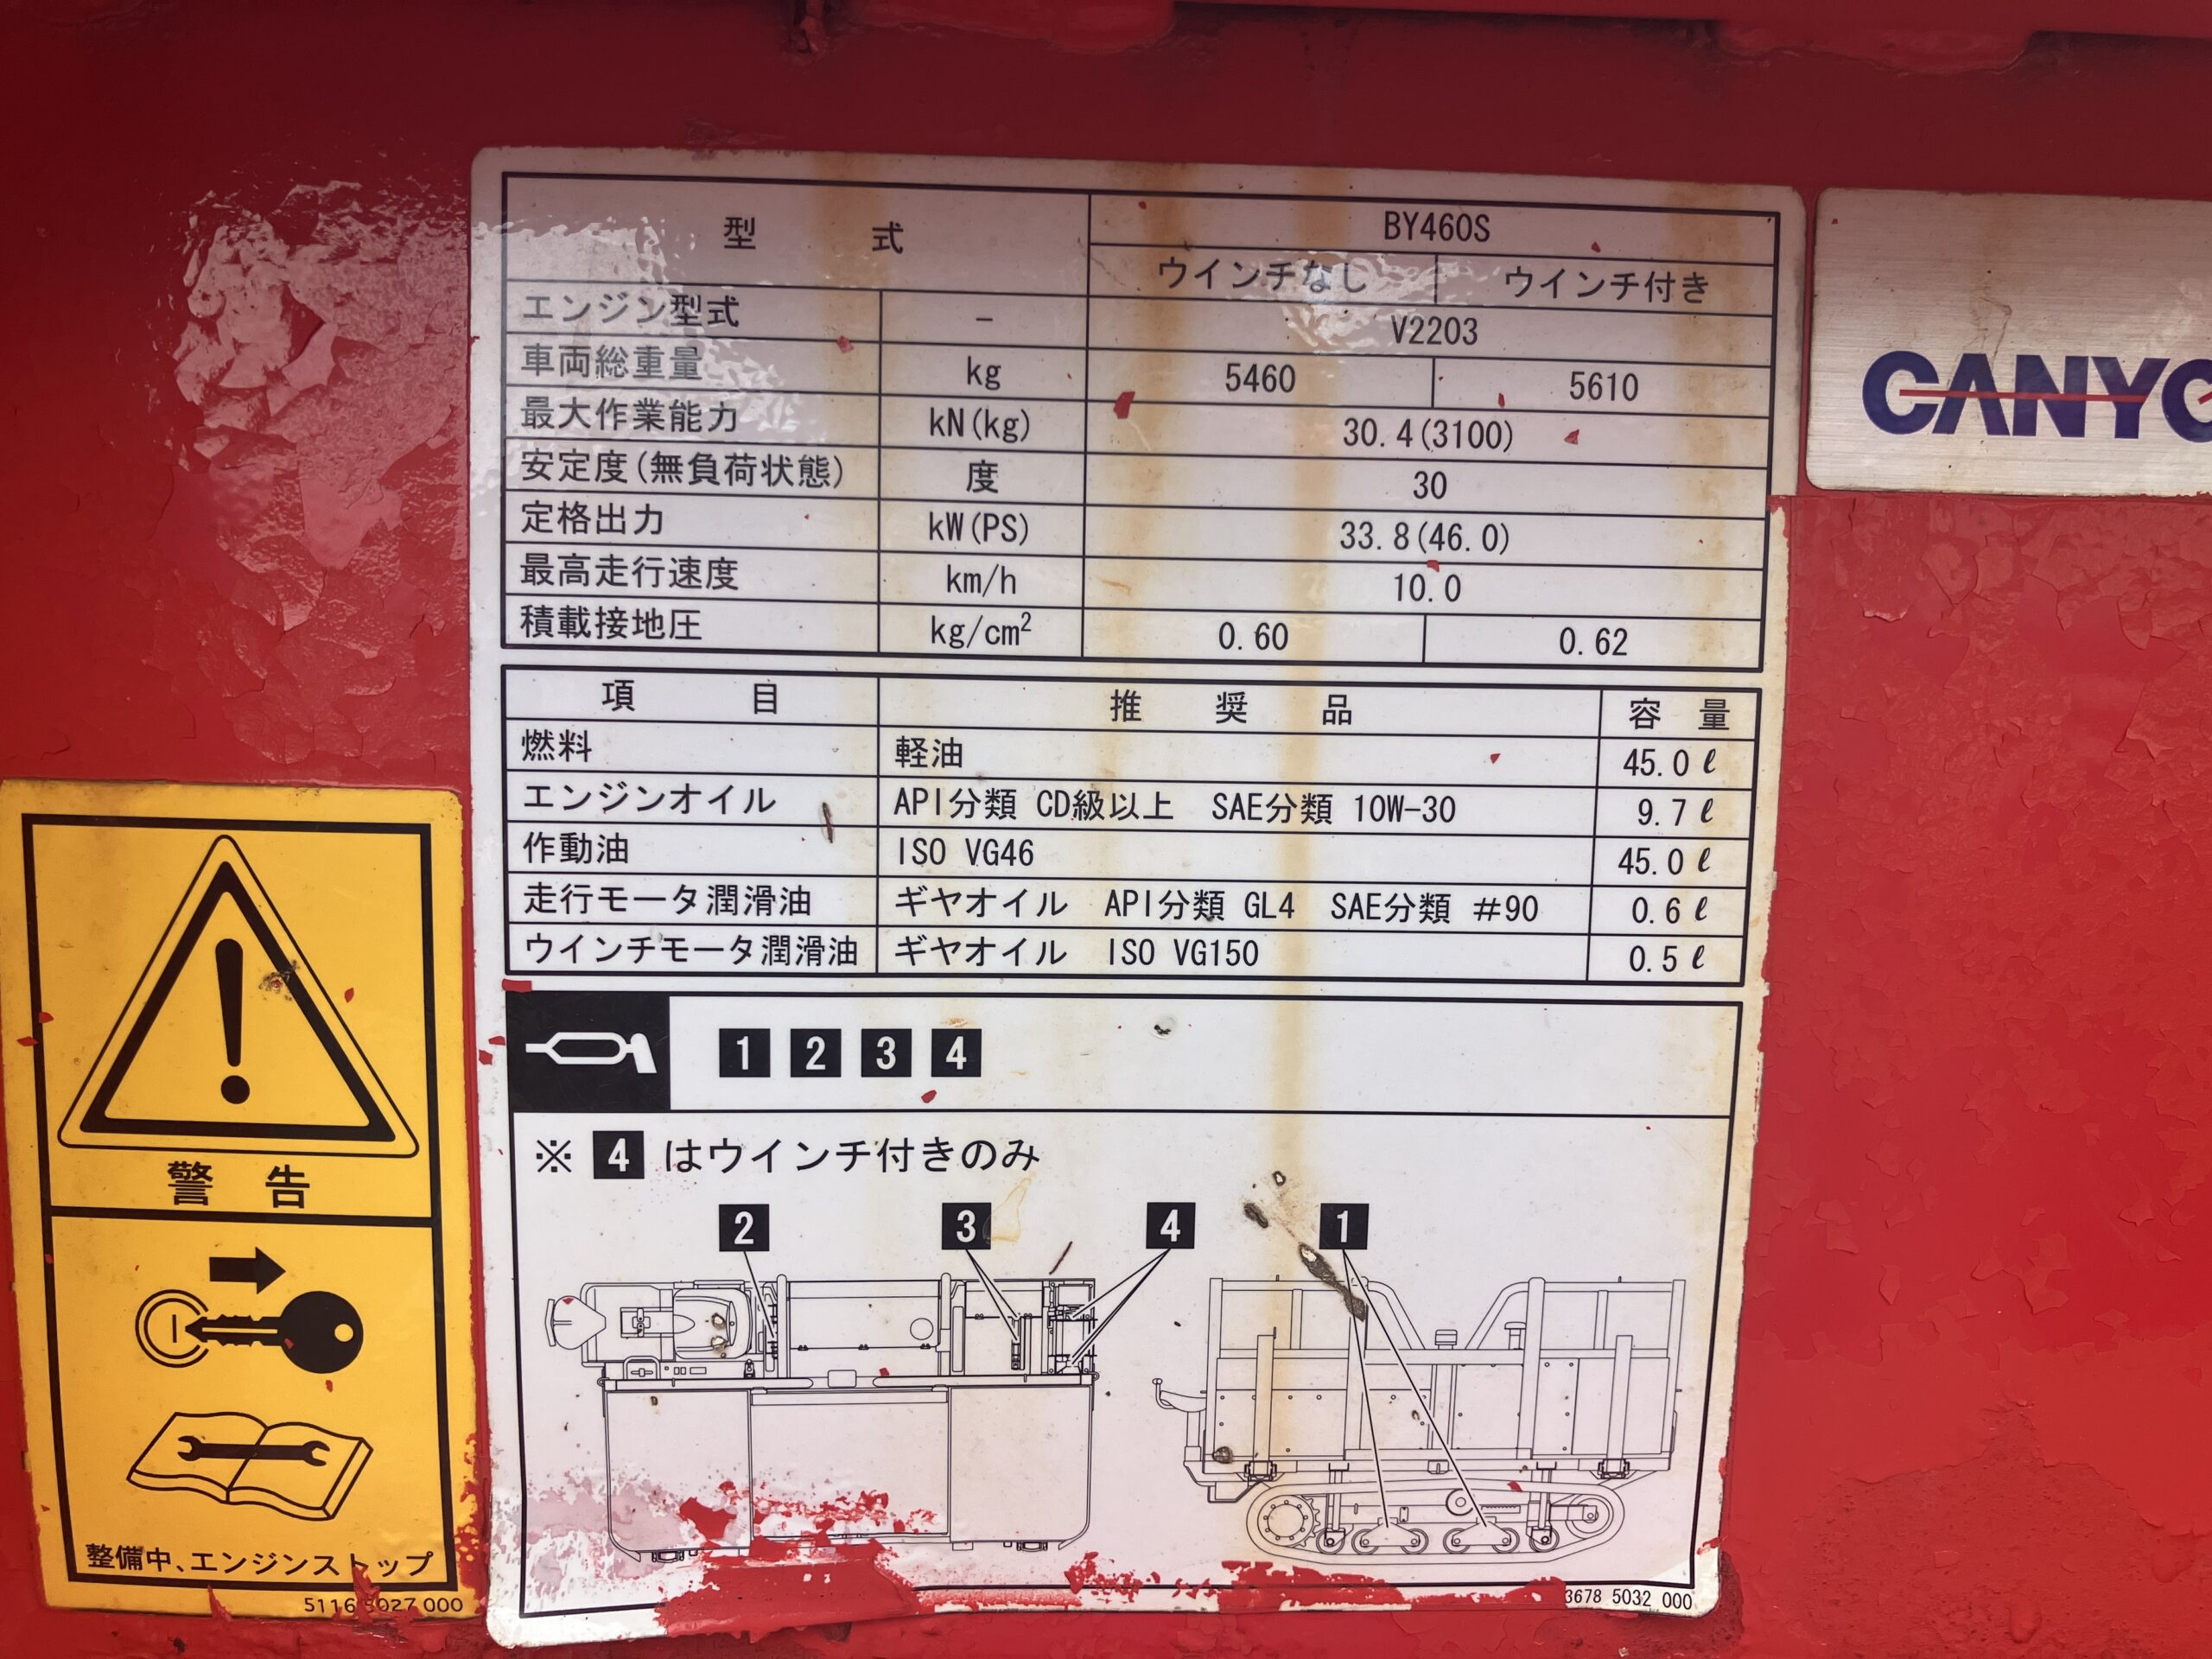 型 式 BY460S
ウインチなし ウインチ付き
エンジン型式 - V2203
車両総重量 kg 5460 5610
最大作業能力 kN(kg) 30.4(3100)
安定度(無負荷状態) 度 30
定格出力 kW(PS) 33.8(46.0)
最高走行速度 km/h 10.0
積載接地圧 kg/cm² 0.60 0.62
項 目 推 奨 品 容 量
燃料 軽油 45.0ℓ
エンジンオイル API分類 CD級以上 SAE分類 10W-30 9.7ℓ
作動油 ISO VG46 45.0ℓ
走行モータ潤滑油 ギヤオイル API分類 GL4 SAE分類 #90 0.6ℓ
ウインチモータ潤滑油 ギヤオイル ISO VG150 0.5ℓ
1 2 3 4
※ 4 はウインチ付きのみ
2 3 4 1
3678 5032 000
警 告
整備中、エンジンストップ
5116 5027 000